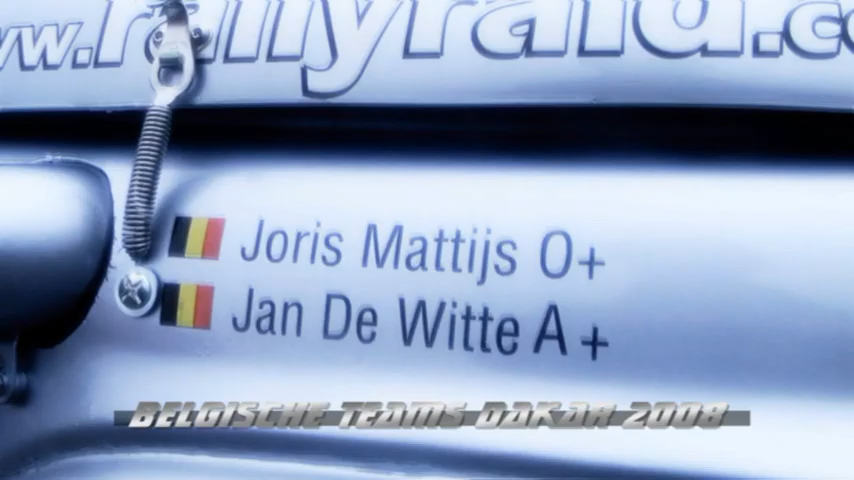 www.rallyraid.co
Joris Mattijs O+
Jan De Witte A+
BELGISCHE TEAMS DAKAR 2008